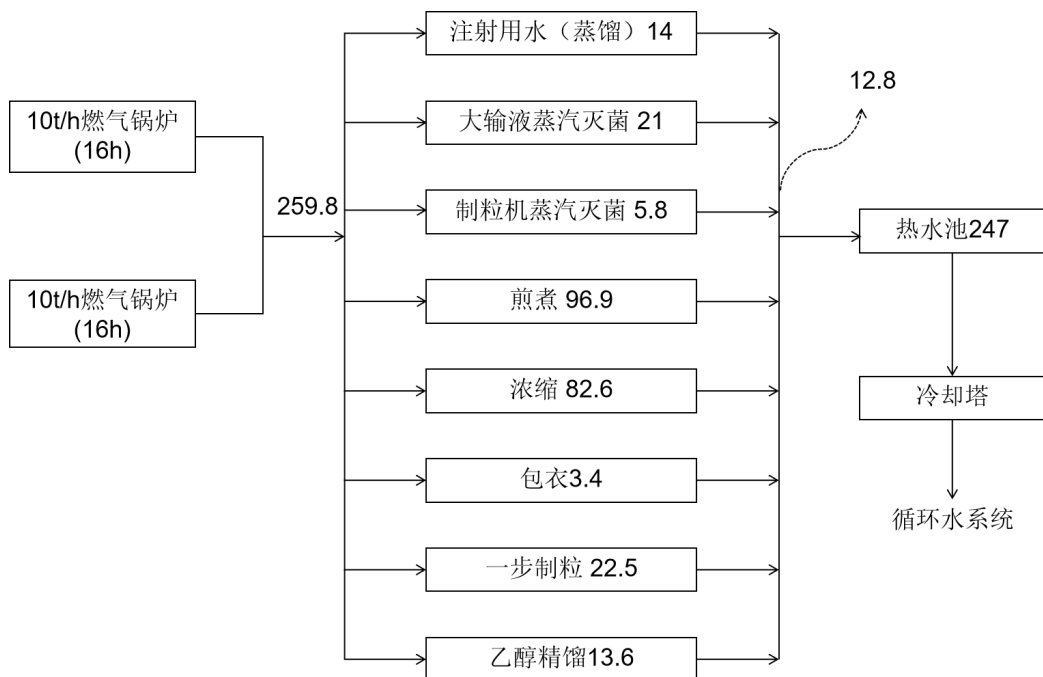 10t/h燃气锅炉
(16h)
10t/h燃气锅炉
(16h)
259.8
注射用水（蒸馏）14
大输液蒸汽灭菌 21
制粒机蒸汽灭菌 5.8
煎煮 96.9
浓缩 82.6
包衣3.4
一步制粒 22.5
乙醇精馏13.6
12.8
热水池247
冷却塔
循环水系统